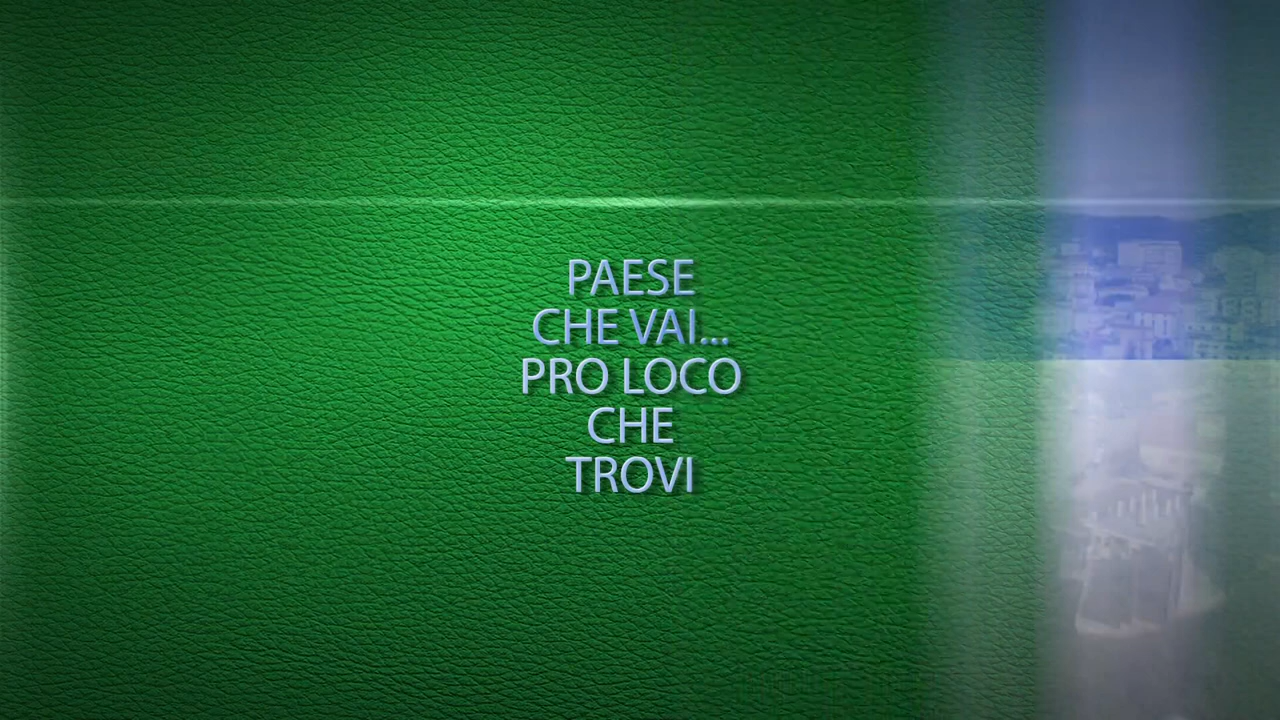 PAESE
CHE VAI...
PRO LOCO
CHE
TROVI